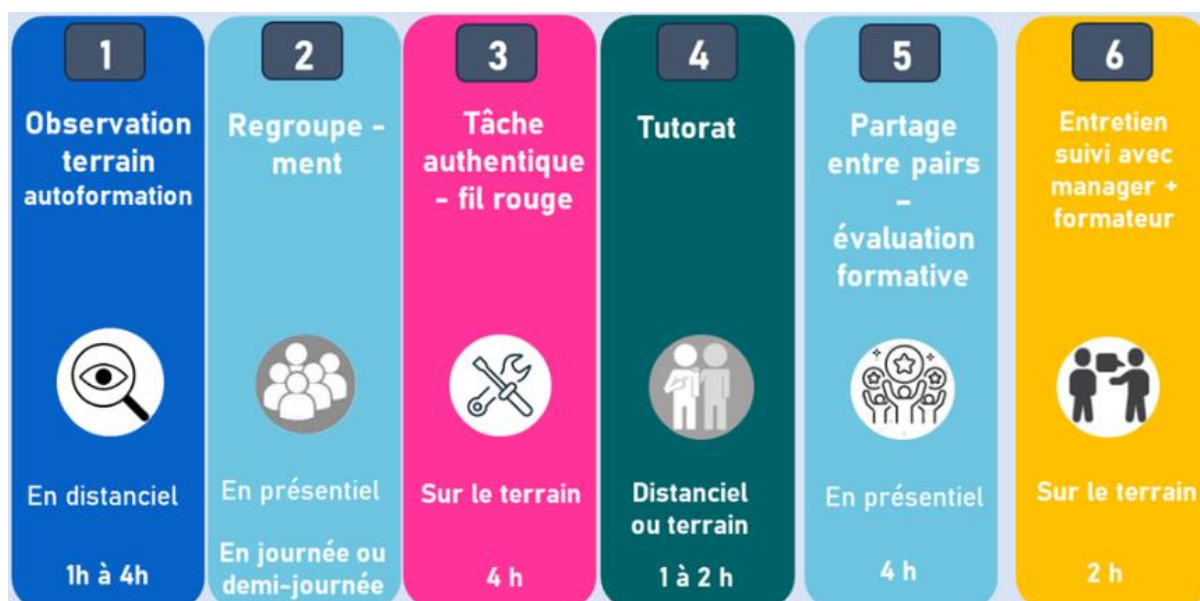 1
Observation
terrain
autoformation
En distanciel
1h à 4h
2
Regroupe -
ment
En présentiel
En journée ou
demi-journée
3
Tâche
authentique
- fil rouge
Sur le terrain
4 h
4
Tutorat
Distanciel
ou terrain
1 à 2 h
5
Partage
entre pairs
–
évaluation
formative
En présentiel
4 h
6
Entretien
suivi avec
manager +
formateur
Sur le terrain
2 h